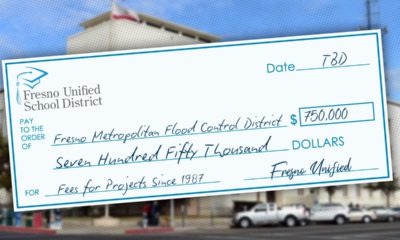 Fresno Unified
School District
Date TBD
PAY
TO THE
ORDER
OF
Fresno Metropolitan Flood Control District $ 750,000
Seven Hundred Fifty Thousand DOLLARS
FOR Fees for Projects Since 1987
Fresno Unified